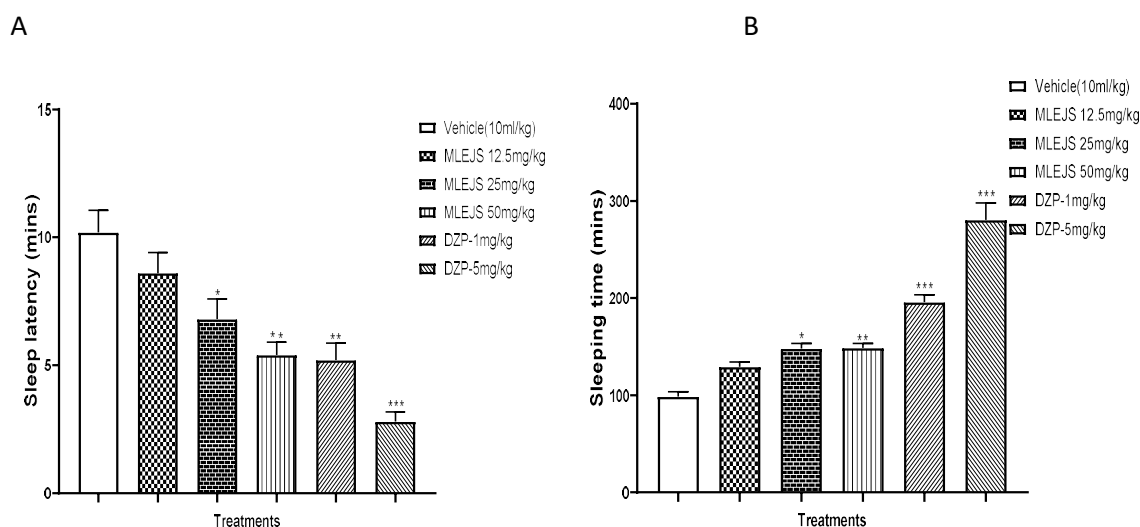 A
B
15
10
5
0
Sleep latency (mins)
Vehicle(10ml/kg)
MLEJS 12.5mg/kg
MLEJS 25mg/kg
MLEJS 50mg/kg
DZP-1mg/kg
DZP-5mg/kg
*
**
**
***
Treatments
400
300
200
100
0
Sleeping time (mins)
Vehicle(10ml/kg)
MLEJS 12.5mg/kg
MLEJS 25mg/kg
MLEJS 50mg/kg
DZP-1mg/kg
DZP-5mg/kg
*
**
***
***
Treatments